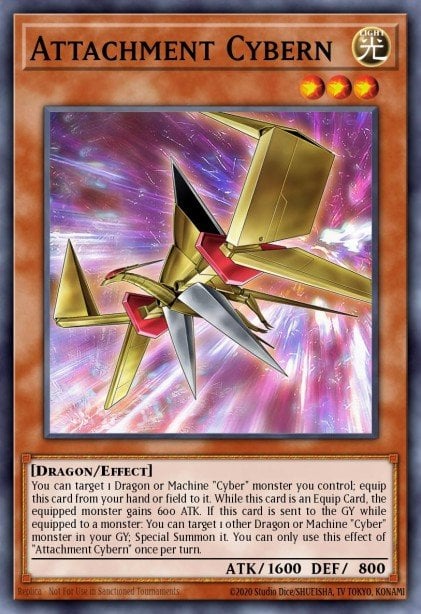 ATTACHMENT CYBERN
LIGHT
光
[DRAGON/EFFECT]
You can target 1 Dragon or Machine "Cyber" monster you control; equip
this card from your hand or field to it. While this card is an Equip Card, the
equipped monster gains 600 ATK. If this card is sent to the GY while
equipped to a monster: You can target 1 other Dragon or Machine "Cyber"
monster in your GY; Special Summon it. You can only use this effect of
"Attachment Cybern" once per turn.
ATK/1600 DEF/ 800
Replica - Not For Use in Sanctioned Tournaments ©2020 Studio Dice/SHUEISHA, TV TOKYO, KONAMI